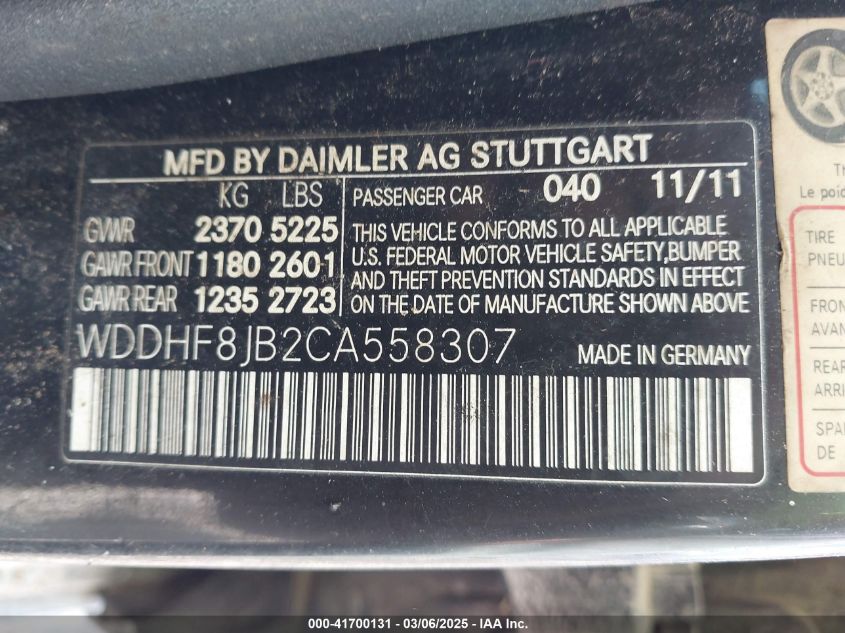 MFD BY DAIMLER AG STUTTGART
KG LBS
GVWR 2370 5225
GAWR FRONT 1180 2601
GAWR REAR 1235 2723
PASSENGER CAR 040 11/11
THIS VEHICLE CONFORMS TO ALL APPLICABLE
U.S. FEDERAL MOTOR VEHICLE SAFETY,BUMPER
AND THEFT PREVENTION STANDARDS IN EFFECT
ON THE DATE OF MANUFACTURE SHOWN ABOVE
WDDHF8JB2CA558307 MADE IN GERMANY
Th
Le poid
TIRE
PNEU
FRON
AVAN
REAR
ARRI
SPA
DE
000-41700131 - 03/06/2025 - © IAA Inc.